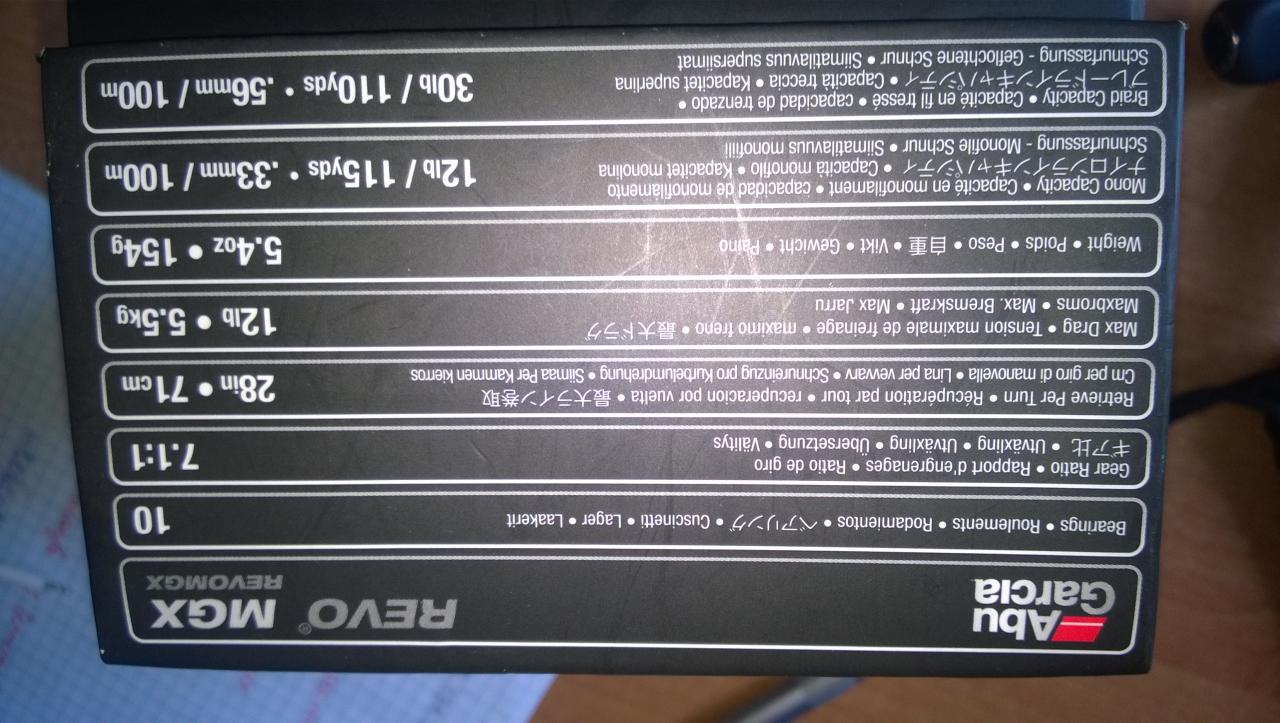 Abu
Garcia
REVO® MGX
REVOMGX
Bearings • Roulements • Rodamientos • ベアリング • Cuscinetti • Lager • Laakerit
10
Gear Ratio • Rapport d'engrenages • Ratio de giro
ギア比 • Utväxling • Utväxling • Übersetzung • Välitys
7.1:1
Retrieve Per Turn • Récupération par tour • recuperacion por vuelta • 最大ライン巻取
Cm per giro di manovella • Lina per vevvarv • Schnureinzug pro Kurbelumdrehung • Siimaa Per Kammen kierros
28in • 71cm
Max Drag • Tension maximale de freinage • maximo freno • 最大ドラグ
Maxbroms • Max. Bremskraft • Max Jarru
12lb • 5.5kg
Weight • Poids • Peso • 自重 • Vikt • Gewicht • Paino
5.4oz • 154g
Mono Capacity • Capacité en monofilament • capacidad de monofilamento
ナイロンラインキャパシティ • Capacità monofilo • Kapacitet monolina
Schnurfassung - Monofile Schnur • Siimatilavuus monofiili
12lb / 115yds • .33mm / 100m
Braid Capacity • Capacité en fil tressé • capacidad de trenzado •
ブレードラインキャパシティ • Capacità treccia • Kapacitet superlina
Schnurfassung - Geflochtene Schnur • Siimatilavuus supersiimat
30lb / 110yds • .56mm / 100m